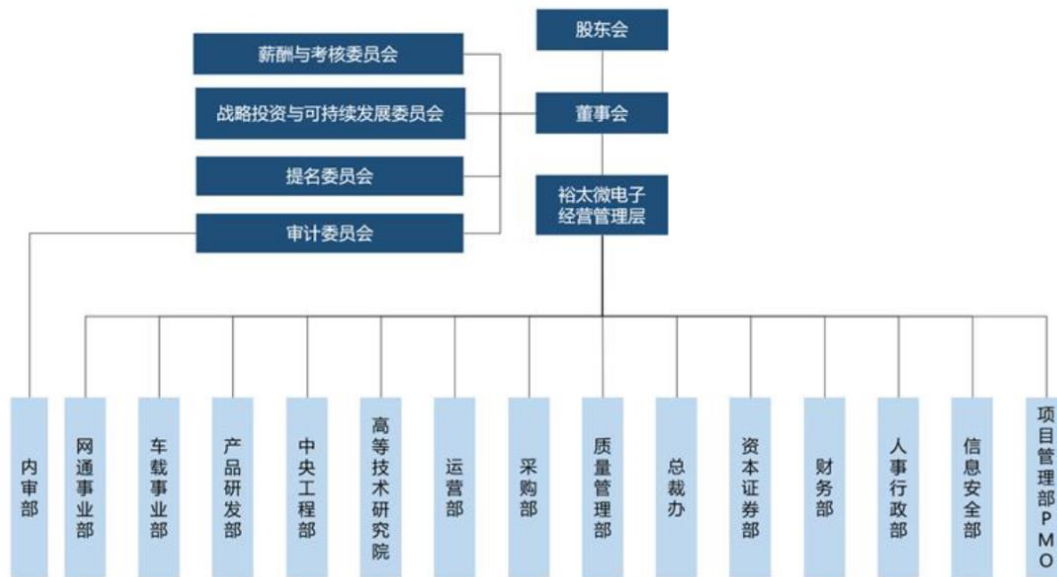 股东会
薪酬与考核委员会
战略投资与可持续发展委员会
董事会
提名委员会
裕太微电子
经营管理层
审计委员会
内审部
网通事业部
车载事业部
产品研发部
中央工程部
高等技术研究院
运营部
采购部
质量管理部
总裁办
资本证券部
财务部
人事行政部
信息安全部
项目管理部PMO